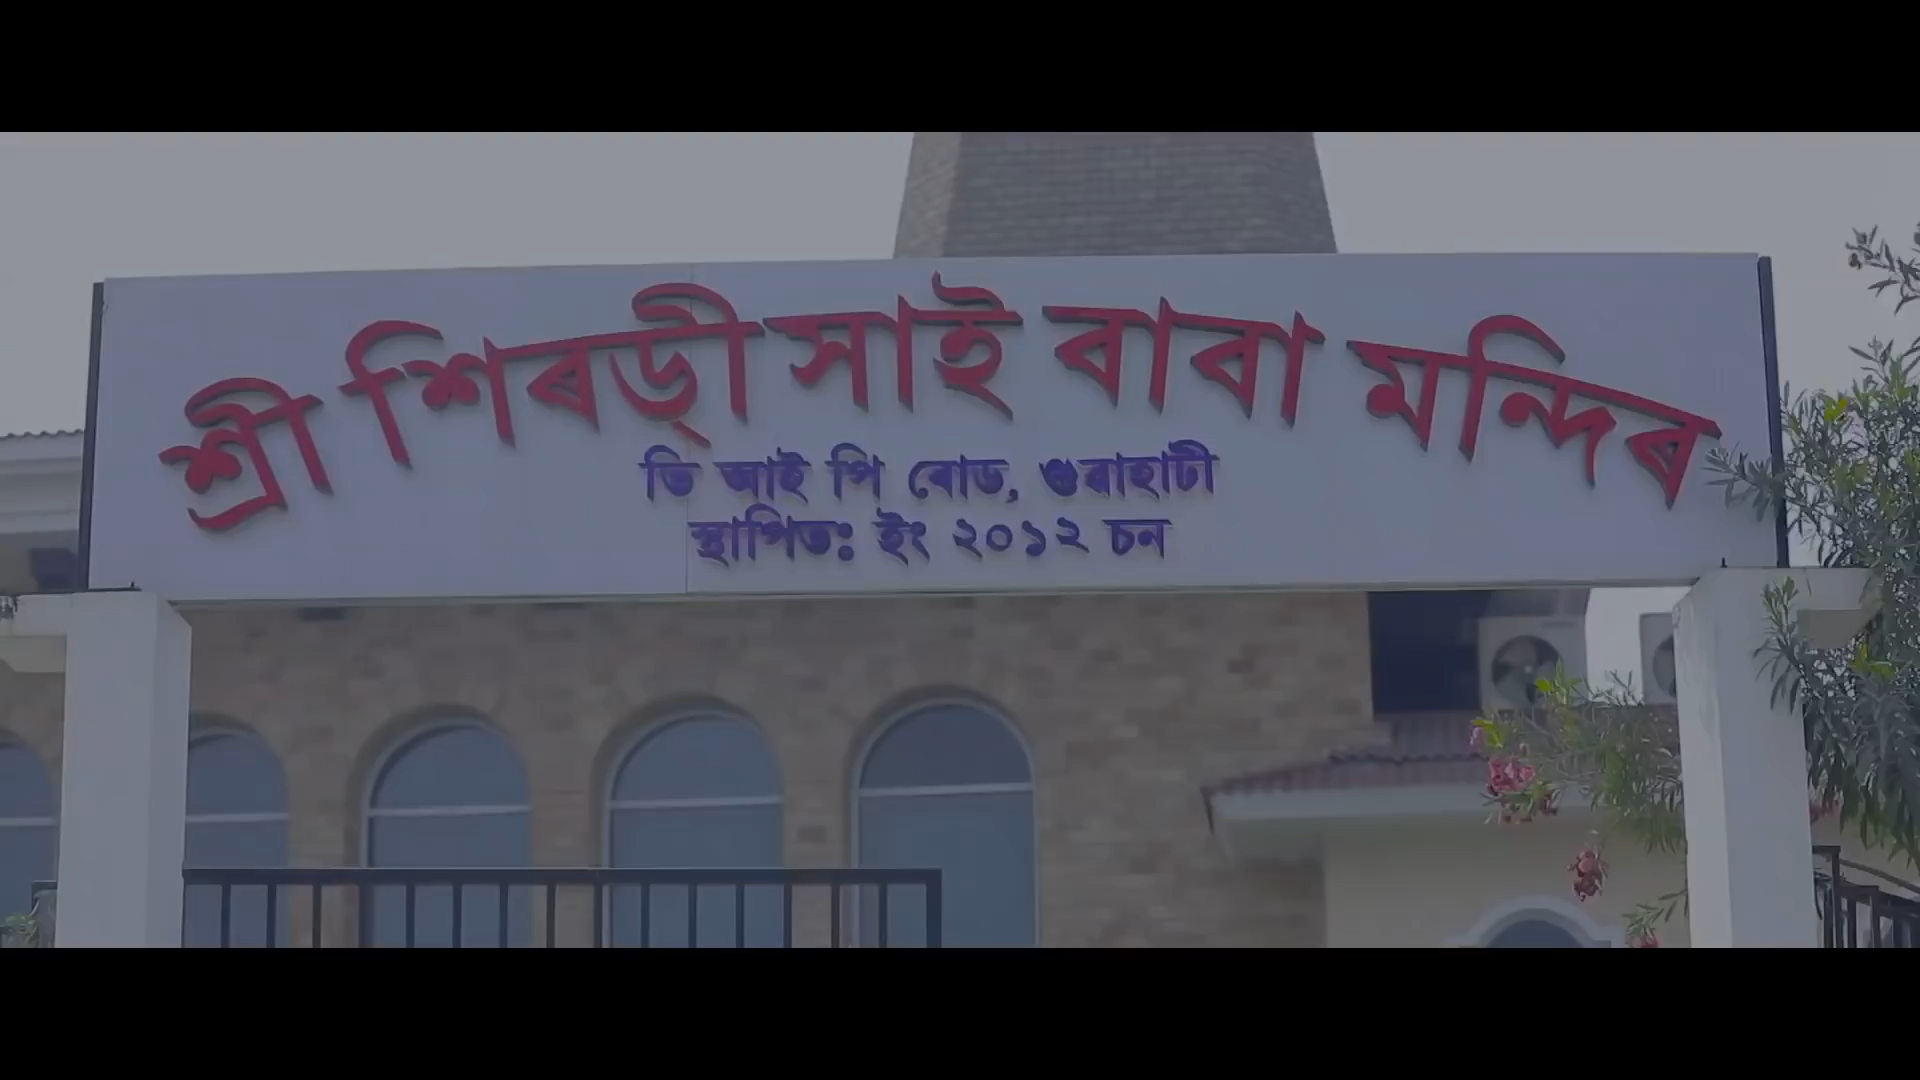 শ্ৰী শিৰড্ৰী সাই বাবা মন্দিৰ
ভি আই পি ৰোড, গুৱাহাটী
স্থাপিত: ইং ২০১২ চন